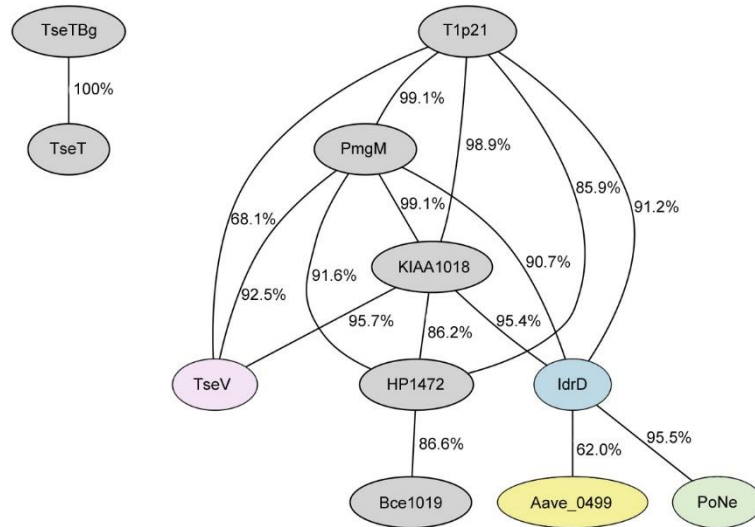 TseTBg
T1p21
100%
99.1%
TseT
PmgM
98.9%
85.9%
68.1%
99.1%
91.2%
KIAA1018
90.7%
91.6%
92.5%
95.7%
86.2%
95.4%
TseV
HP1472
IdrD
86.6%
62.0%
95.5%
Bce1019
Aave_0499
PoNe